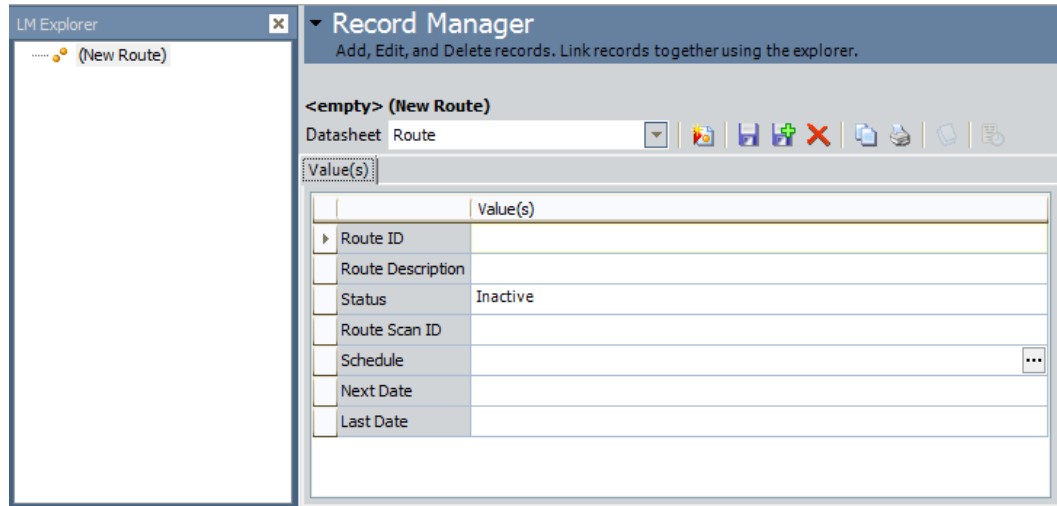 LM Explorer
(New Route)
Record Manager
Add, Edit, and Delete records. Link records together using the explorer.
<empty> (New Route)
Datasheet Route
Value(s)
Value(s)
Route ID
Route Description
Status Inactive
Route Scan ID
Schedule ...
Next Date
Last Date